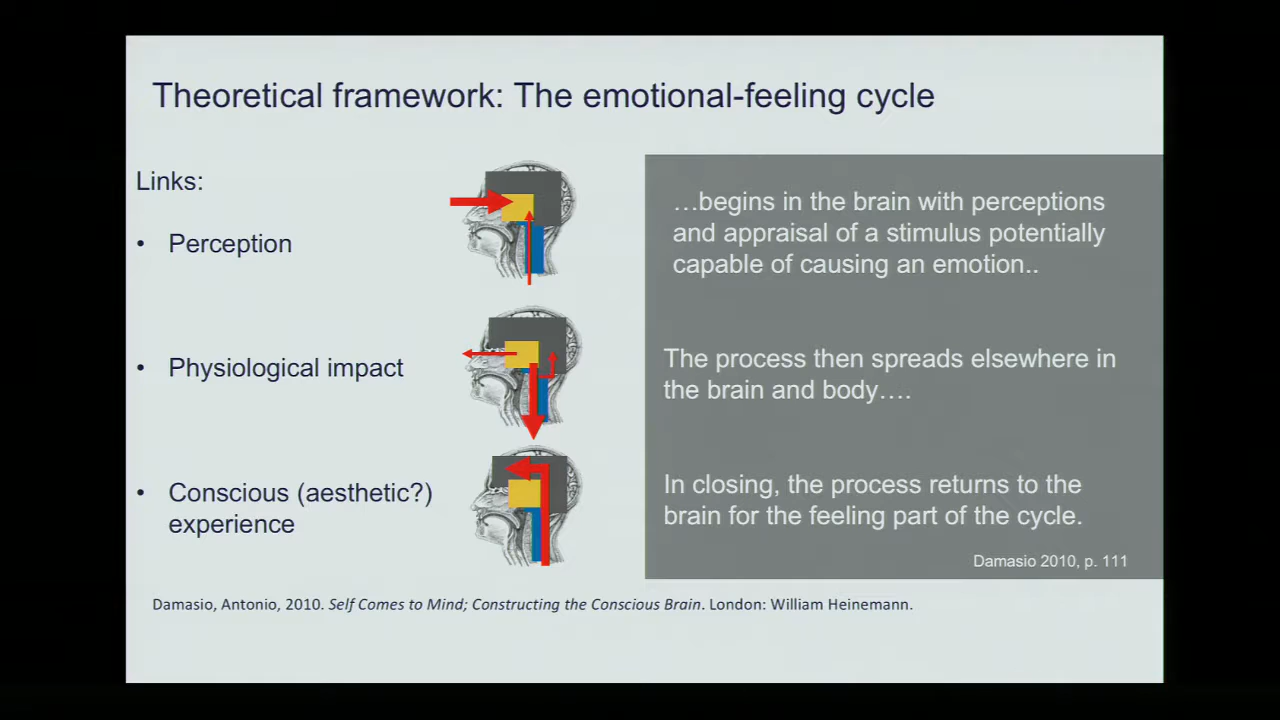 Theoretical framework: The emotional-feeling cycle
Links:
• Perception
• Physiological impact
• Conscious (aesthetic?)
experience
…begins in the brain with perceptions
and appraisal of a stimulus potentially
capable of causing an emotion..
The process then spreads elsewhere in
the brain and body….
In closing, the process returns to the
brain for the feeling part of the cycle.
Damasio 2010, p. 111
Damasio, Antonio, 2010. Self Comes to Mind; Constructing the Conscious Brain. London: William Heinemann.